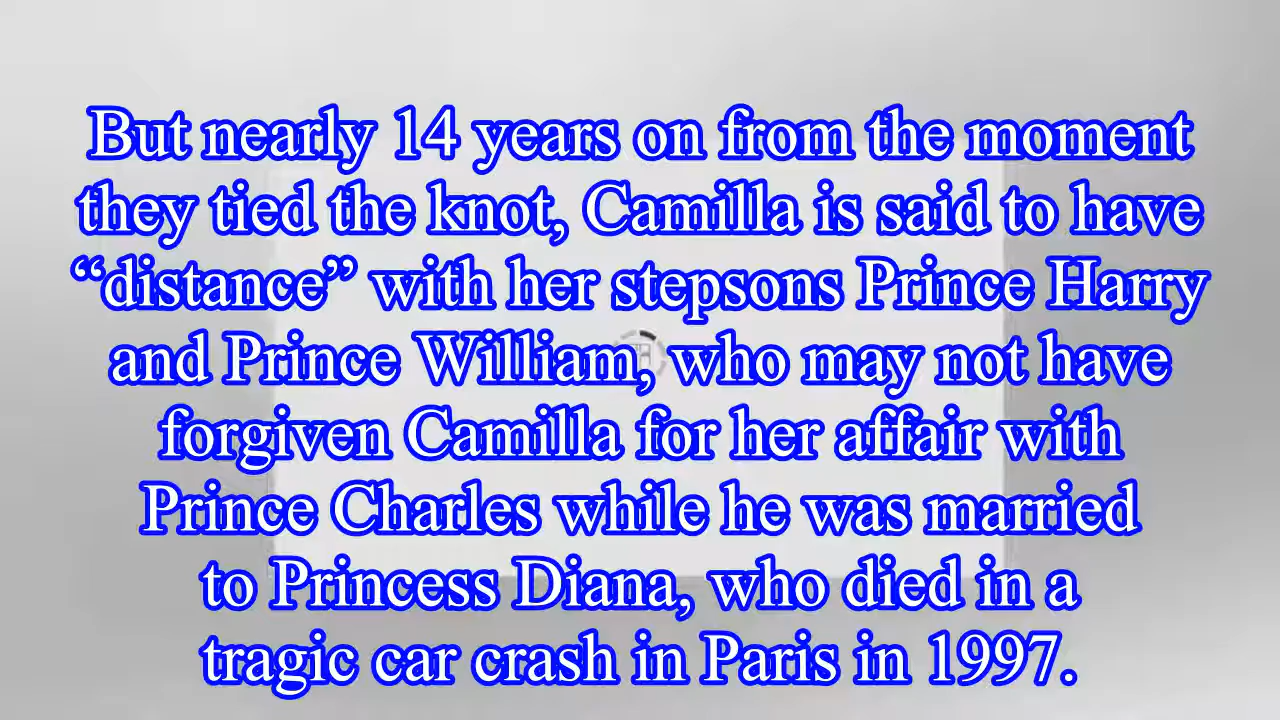 But nearly 14 years on from the moment
they tied the knot, Camilla is said to have
“distance” with her stepsons Prince Harry
and Prince William, who may not have
forgiven Camilla for her affair with
Prince Charles while he was married
to Princess Diana, who died in a
tragic car crash in Paris in 1997.